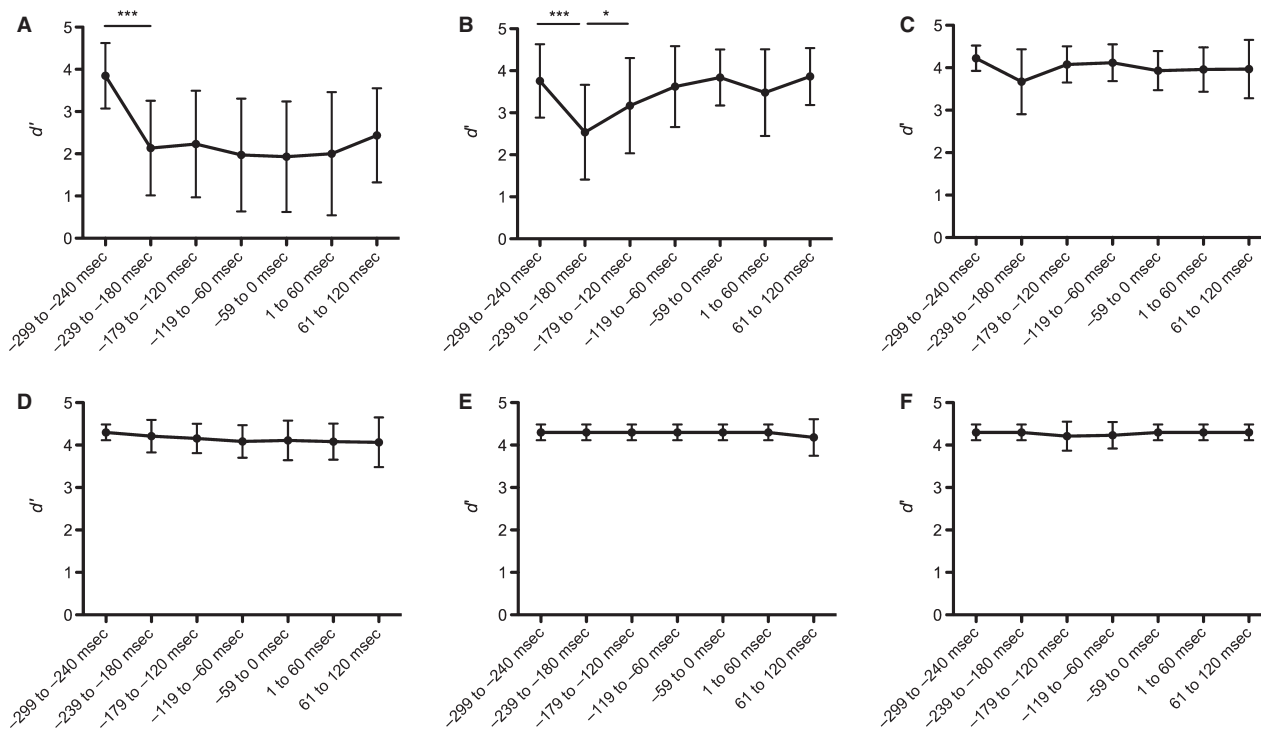 A
***
5
4
3
2
1
0
d'
–299 to –240 msec
–239 to –180 msec
–179 to –120 msec
–119 to –60 msec
–59 to 0 msec
1 to 60 msec
61 to 120 msec
B
*** *
5
4
3
2
1
0
d'
–299 to –240 msec
–239 to –180 msec
–179 to –120 msec
–119 to –60 msec
–59 to 0 msec
1 to 60 msec
61 to 120 msec
C
5
4
3
2
1
0
d'
–299 to –240 msec
–239 to –180 msec
–179 to –120 msec
–119 to –60 msec
–59 to 0 msec
1 to 60 msec
61 to 120 msec
D
5
4
3
2
1
0
d'
–299 to –240 msec
–239 to –180 msec
–179 to –120 msec
–119 to –60 msec
–59 to 0 msec
1 to 60 msec
61 to 120 msec
E
5
4
3
2
1
0
d'
–299 to –240 msec
–239 to –180 msec
–179 to –120 msec
–119 to –60 msec
–59 to 0 msec
1 to 60 msec
61 to 120 msec
F
5
4
3
2
1
0
d'
–299 to –240 msec
–239 to –180 msec
–179 to –120 msec
–119 to –60 msec
–59 to 0 msec
1 to 60 msec
61 to 120 msec